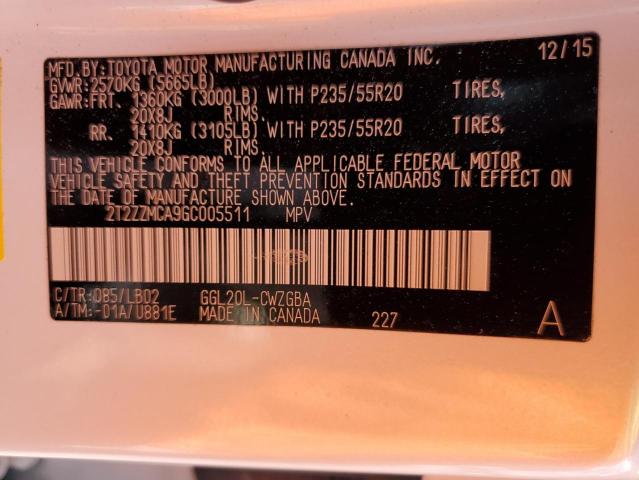 MFD. BY: TOYOTA MOTOR MANUFACTURING CANADA INC. 12/15
GVWR: 2570KG (5665LB)
GAWR: FRT. 1360KG (3000LB) WITH P235/55R20 TIRES,
20X8J RIMS.
RR. 1410KG (3105LB) WITH P235/55R20 TIRES,
20X8J RIMS.
THIS VEHICLE CONFORMS TO ALL APPLICABLE FEDERAL MOTOR
VEHICLE SAFETY AND THEFT PREVENTION STANDARDS IN EFFECT ON
THE DATE OF MANUFACTURE SHOWN ABOVE.
2T2ZZMCA9GC005511 MPV
C/TR: 085/LB02 GGL20L-CWZGBA
A/TM: -01A/U881E MADE IN CANADA 227 A